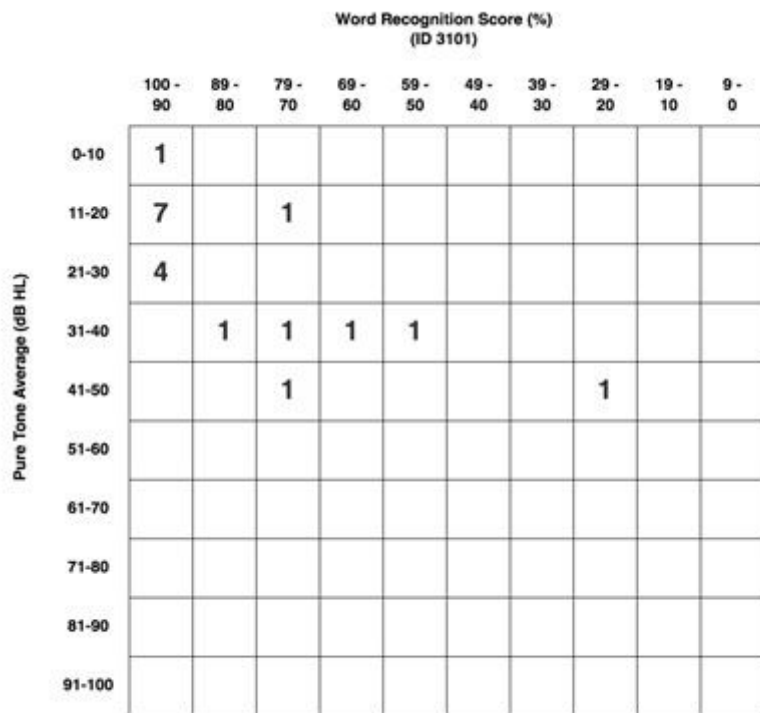 Word Recognition Score (%)
(ID 3101)
100 - 89 - 79 - 69 - 59 - 49 - 39 - 29 - 19 - 9 -
90 80 70 60 50 40 30 20 10 0
0-10 1
11-20 7 1
21-30 4
31-40 1 1 1 1
41-50 1 1
51-60
61-70
71-80
81-90
91-100
Pure Tone Average (dB HL)